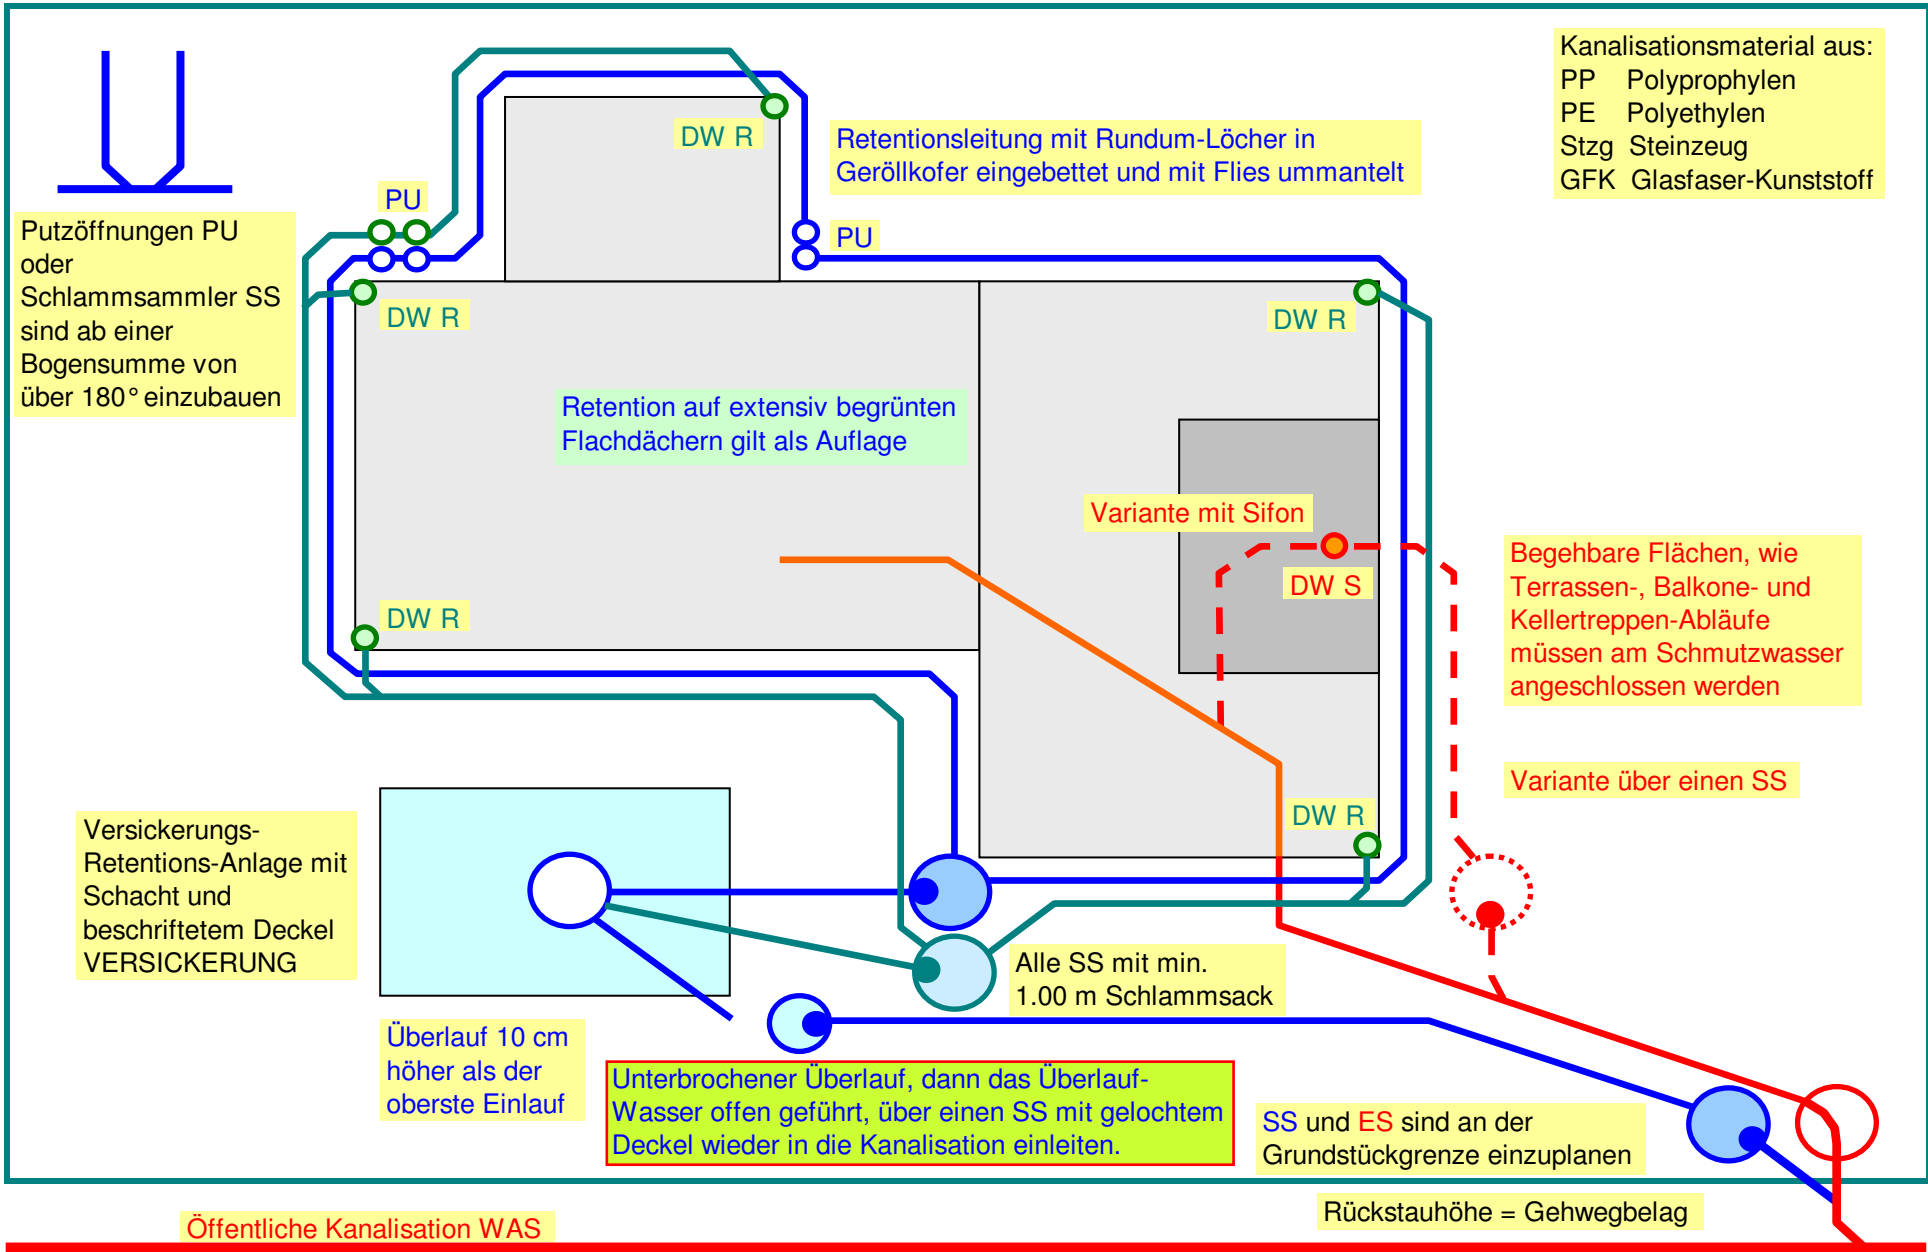 Kanalisationsmaterial aus:
PP Polyprophylen
PE Polyethylen
Stzg Steinzeug
GFK Glasfaser-Kunststoff
DW R
Retentionsleitung mit Rundum-Löcher in
Geröllkofer eingebettet und mit Flies ummantelt
PU
PU
Putzöffnungen PU
oder
Schlammsammler SS
sind ab einer
Bogensumme von
über 180° einzubauen
DW R
DW R
Retention auf extensiv begrünten
Flachdächern gilt als Auflage
Variante mit Sifon
DW S
Begehbare Flächen, wie
Terrassen-, Balkone- und
Kellertreppen-Abläufe
müssen am Schmutzwasser
angeschlossen werden
DW R
Variante über einen SS
DW R
Versickerungs-
Retentions-Anlage mit
Schacht und
beschriftetem Deckel
VERSICKERUNG
Alle SS mit min.
1.00 m Schlammsack
Überlauf 10 cm
höher als der
oberste Einlauf
Unterbrochener Überlauf, dann das Überlauf-
Wasser offen geführt, über einen SS mit gelochtem
Deckel wieder in die Kanalisation einleiten.
SS und ES sind an der
Grundstückgrenze einzuplanen
Rückstauhöhe = Gehwegbelag
Öffentliche Kanalisation WAS